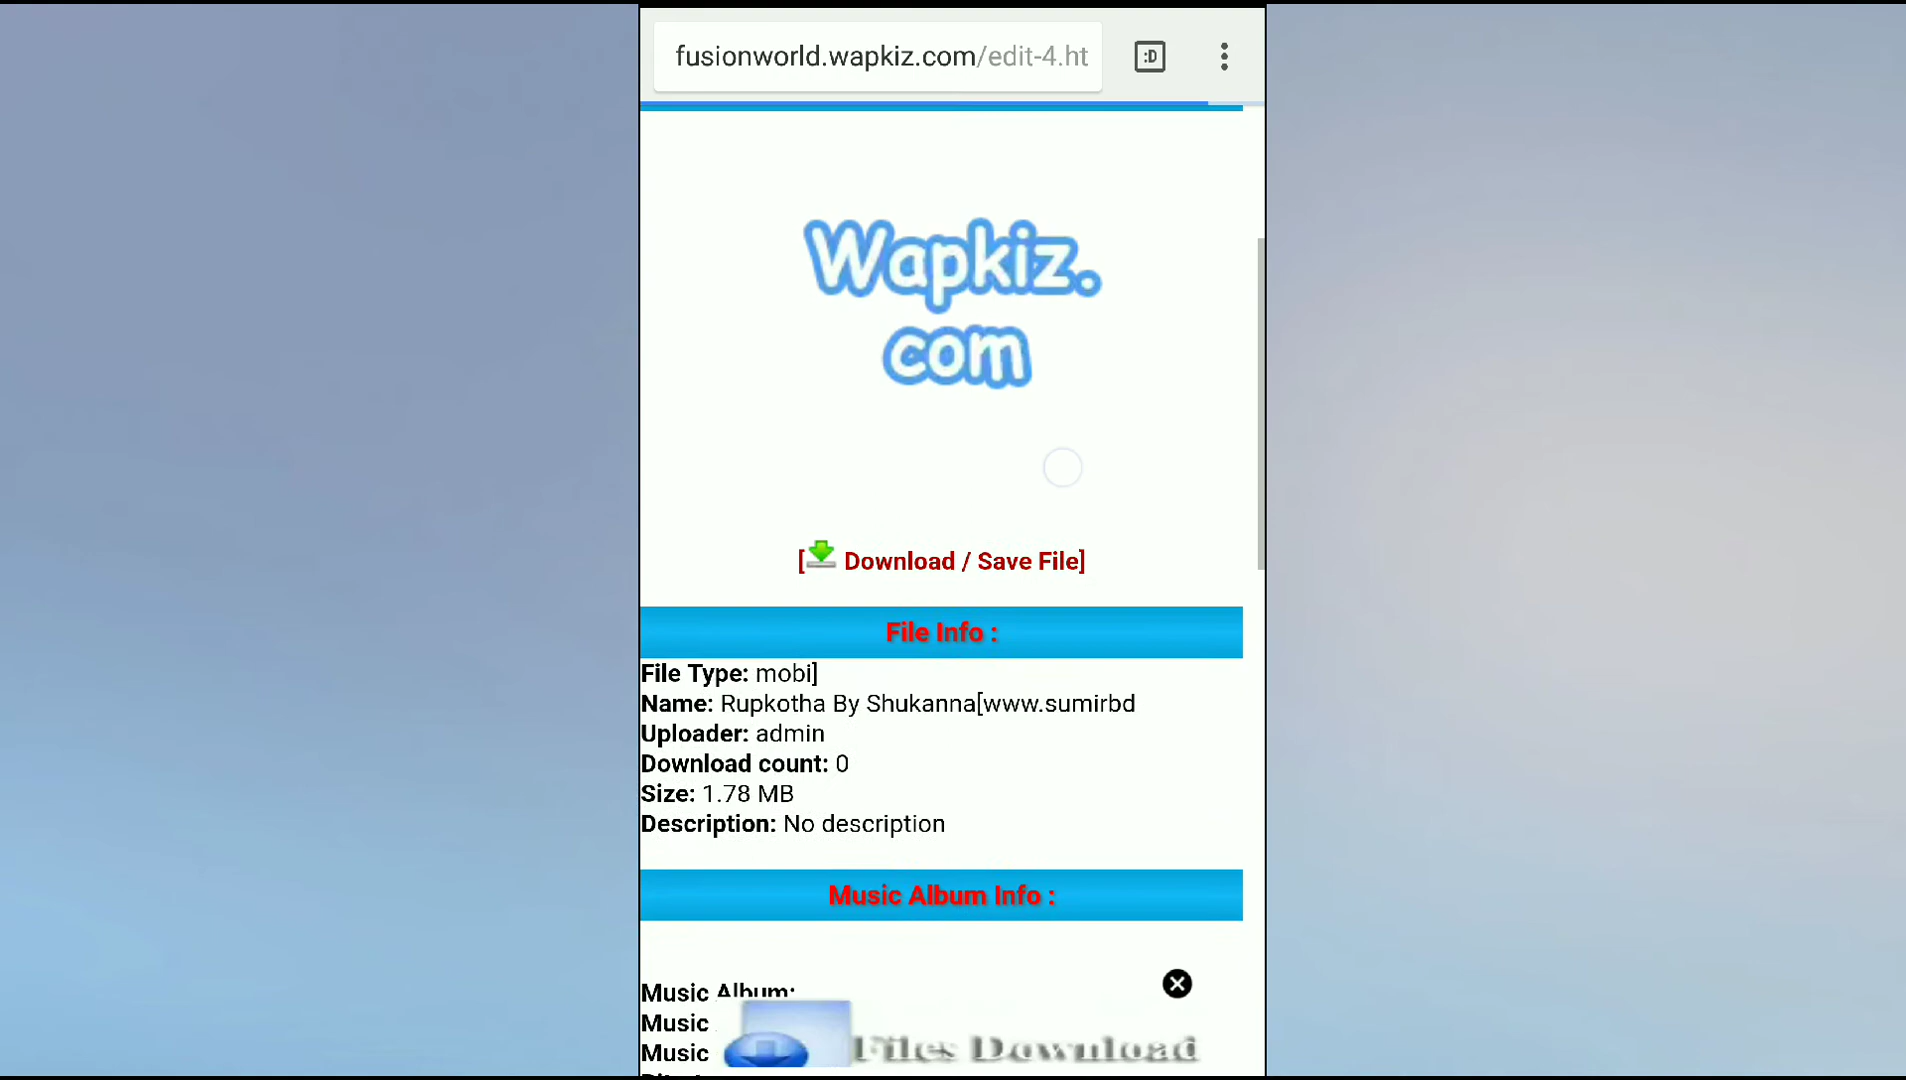 fusionworld.wapkiz.com/edit-4.ht
:D
Wapkiz.
com
[ Download / Save File]
File Info :
File Type: mobi]
Name: Rupkotha By Shukanna[www.sumirbd
Uploader: admin
Download count: 0
Size: 1.78 MB
Description: No description
Music Album Info :
Music Album:
Music
Music
Files Download